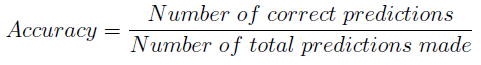 Accuracy = Number of correct predictions
Number of total predictions made